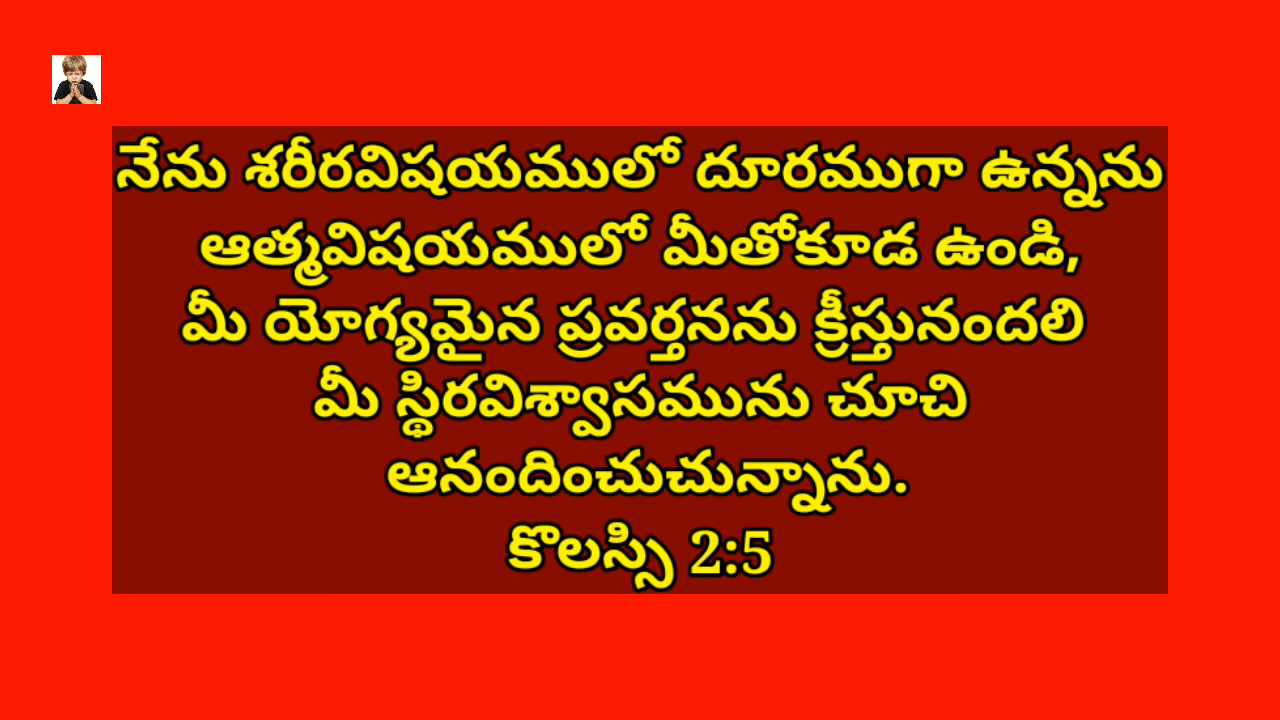 నేను శరీరవిషయములో దూరముగా ఉన్నను
ఆత్మవిషయములో మీతోకూడ ఉండి,
మీ యోగ్యమైన ప్రవర్తనను క్రీస్తునందలి
మీ స్థిరవిశ్వాసమును చూచి
ఆనందించుచున్నాను.
కొలస్సి 2:5